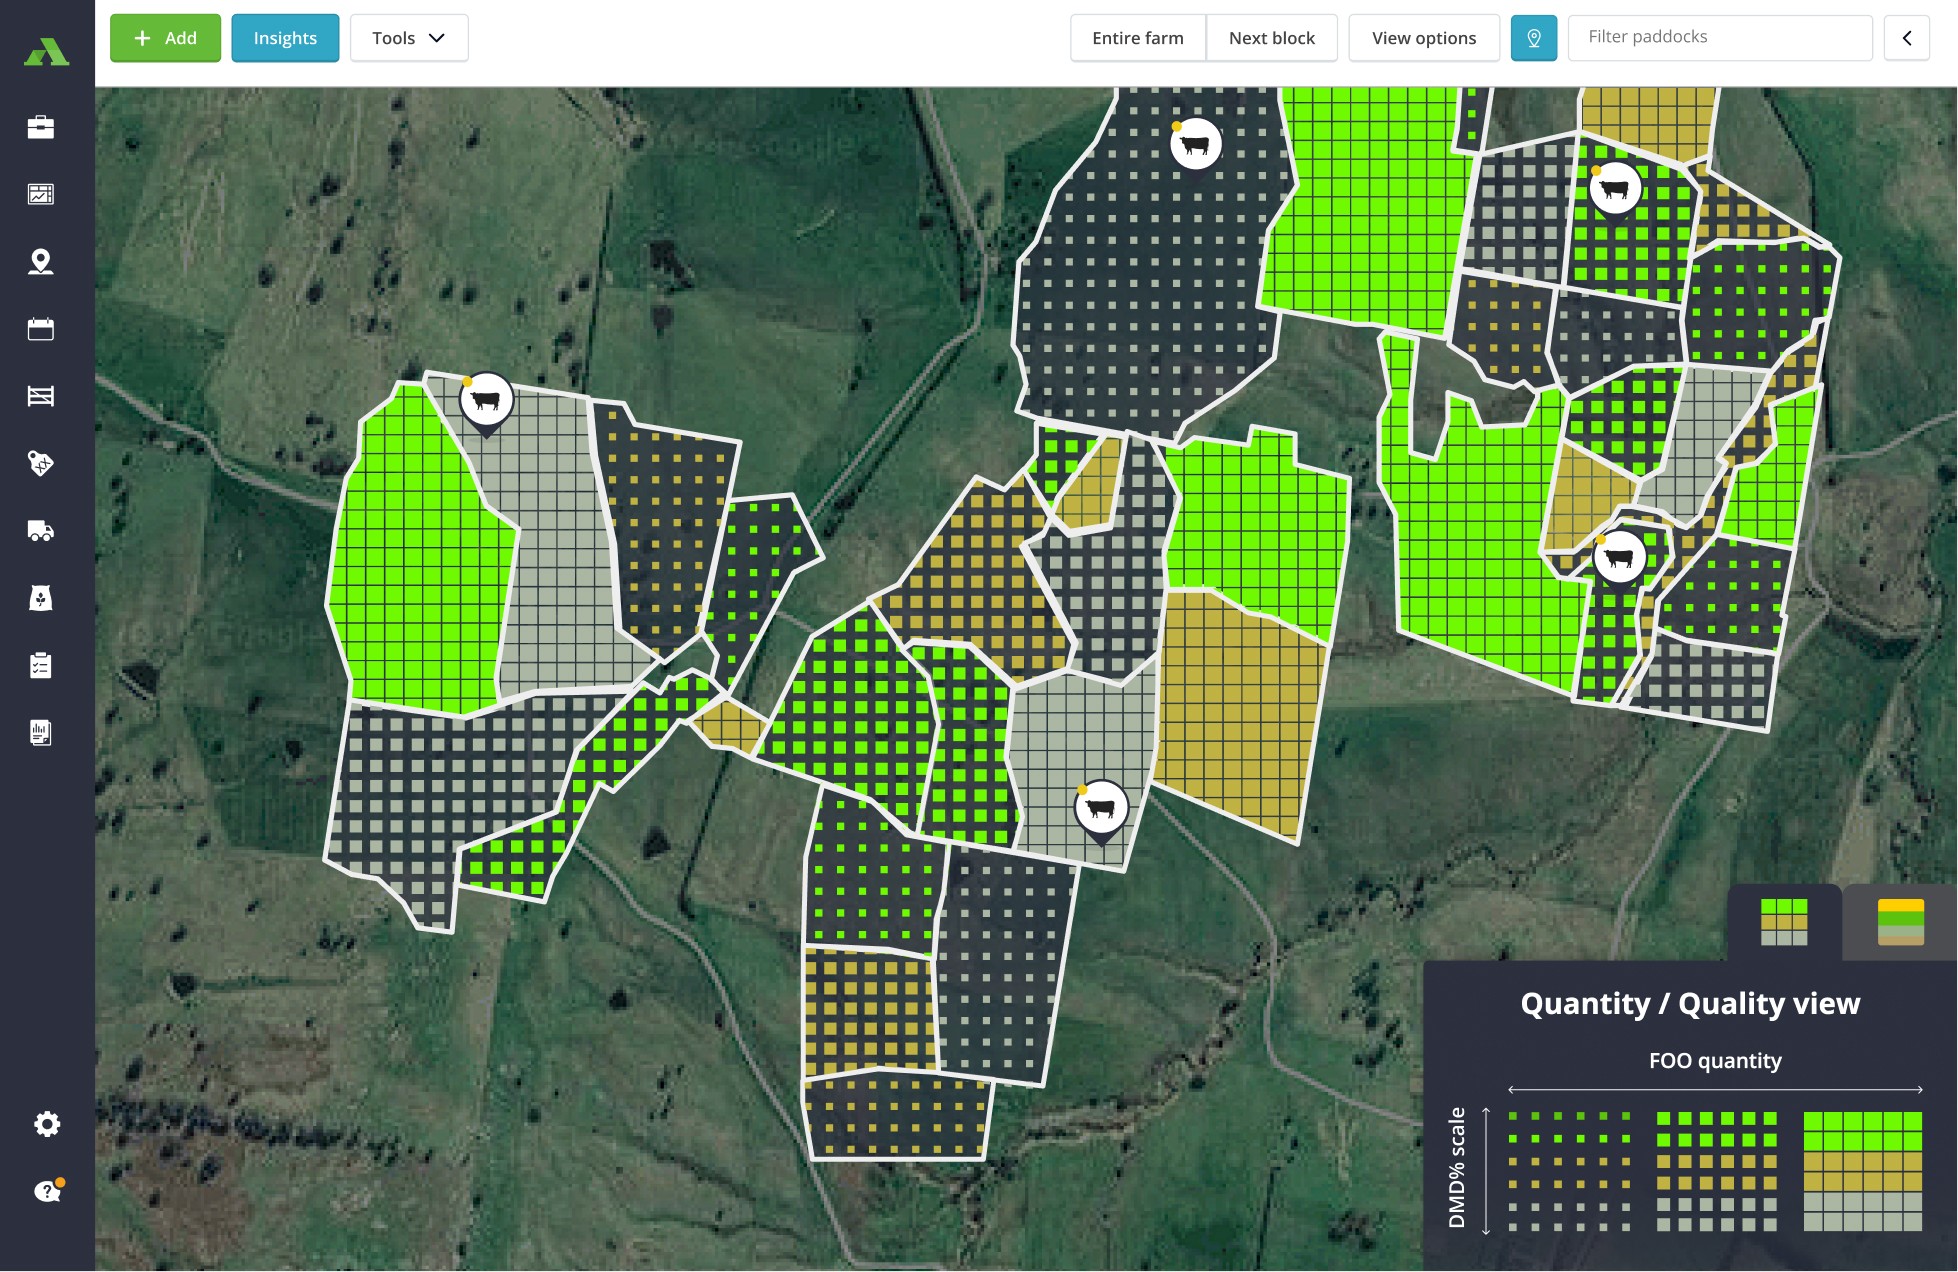 Add
Insights
Tools
Entire farm
Next block
View options
Filter paddocks
Quantity / Quality view
FOO quantity
DMD% scale
?